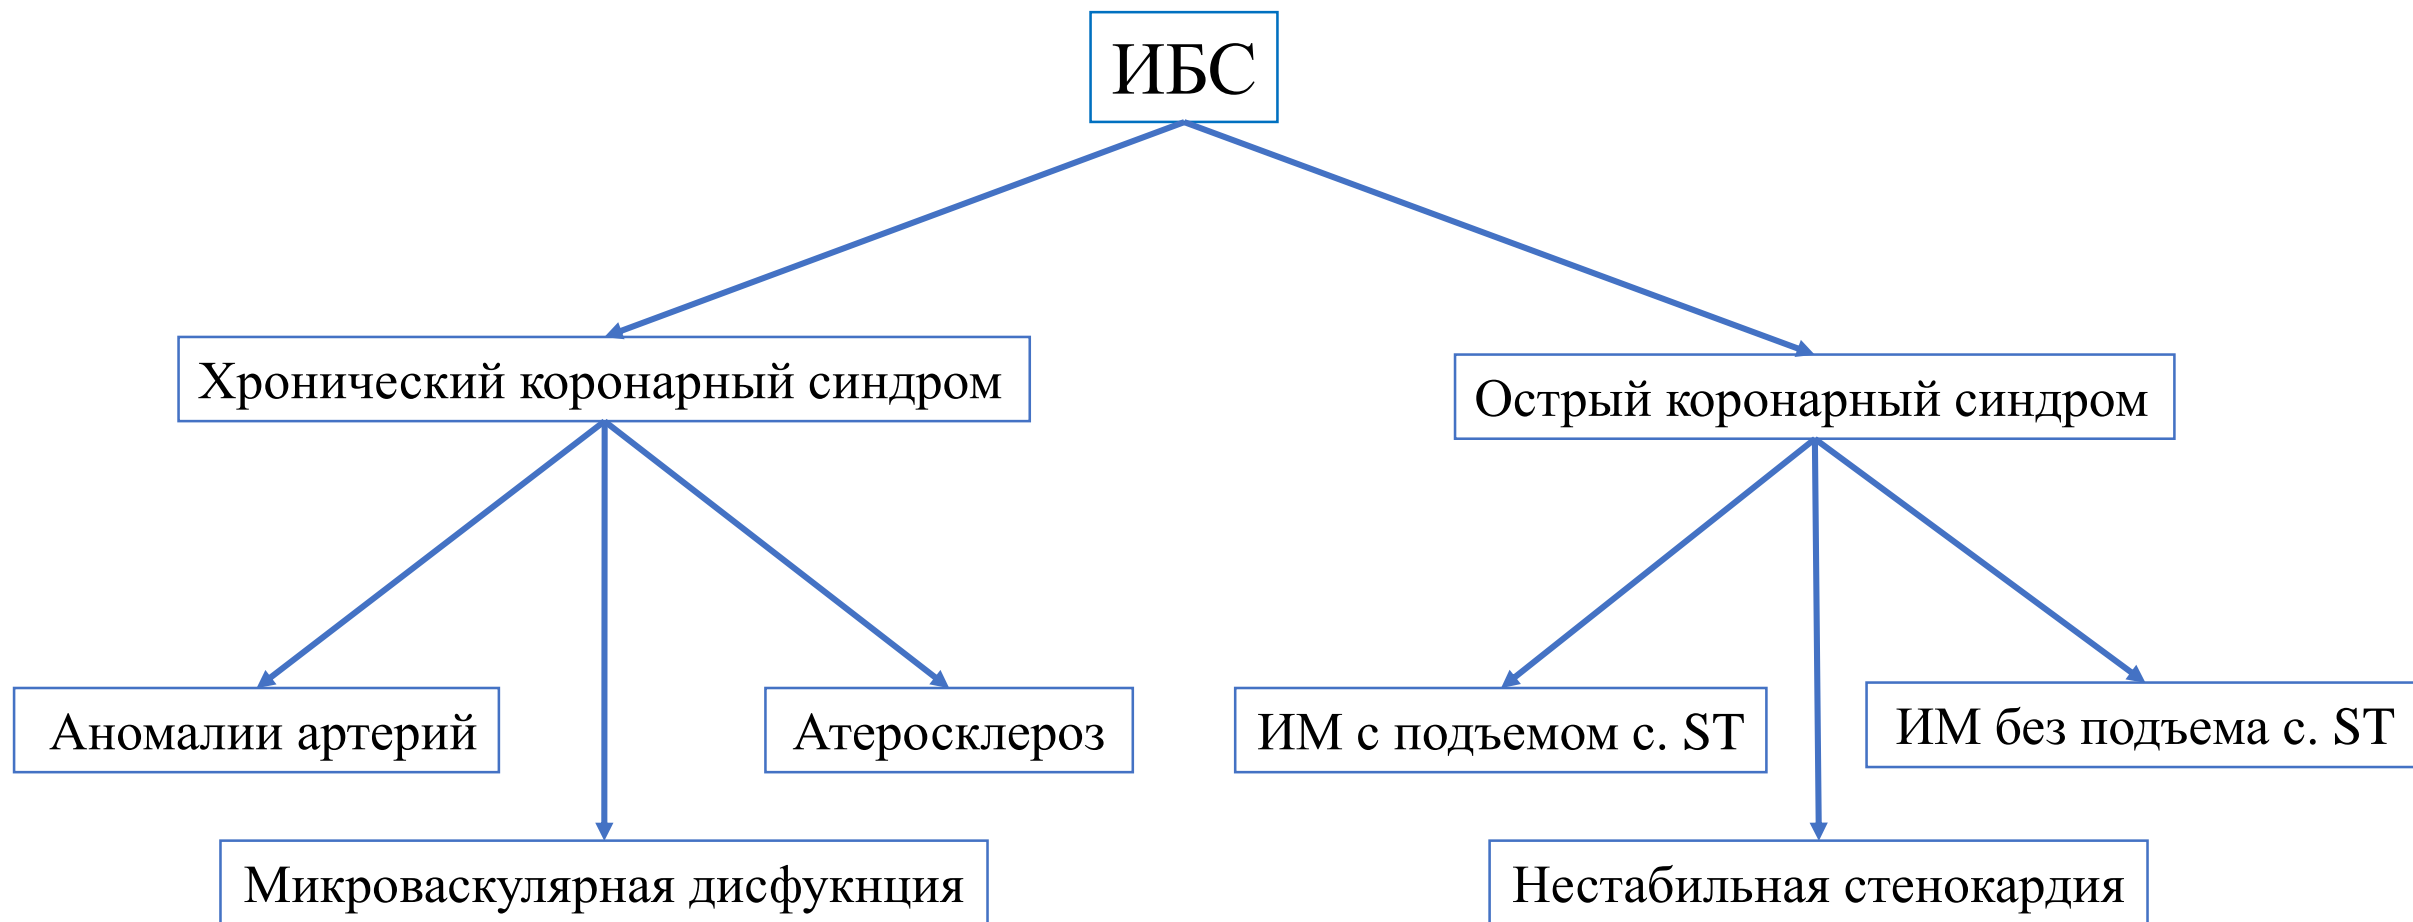 ИБС
Хронический коронарный синдром
Острый коронарный синдром
Аномалии артерий
Атеросклероз
ИМ с подъемом с. ST
ИМ без подъема с. ST
Микроваскулярная дисфукнция
Нестабильная стенокардия